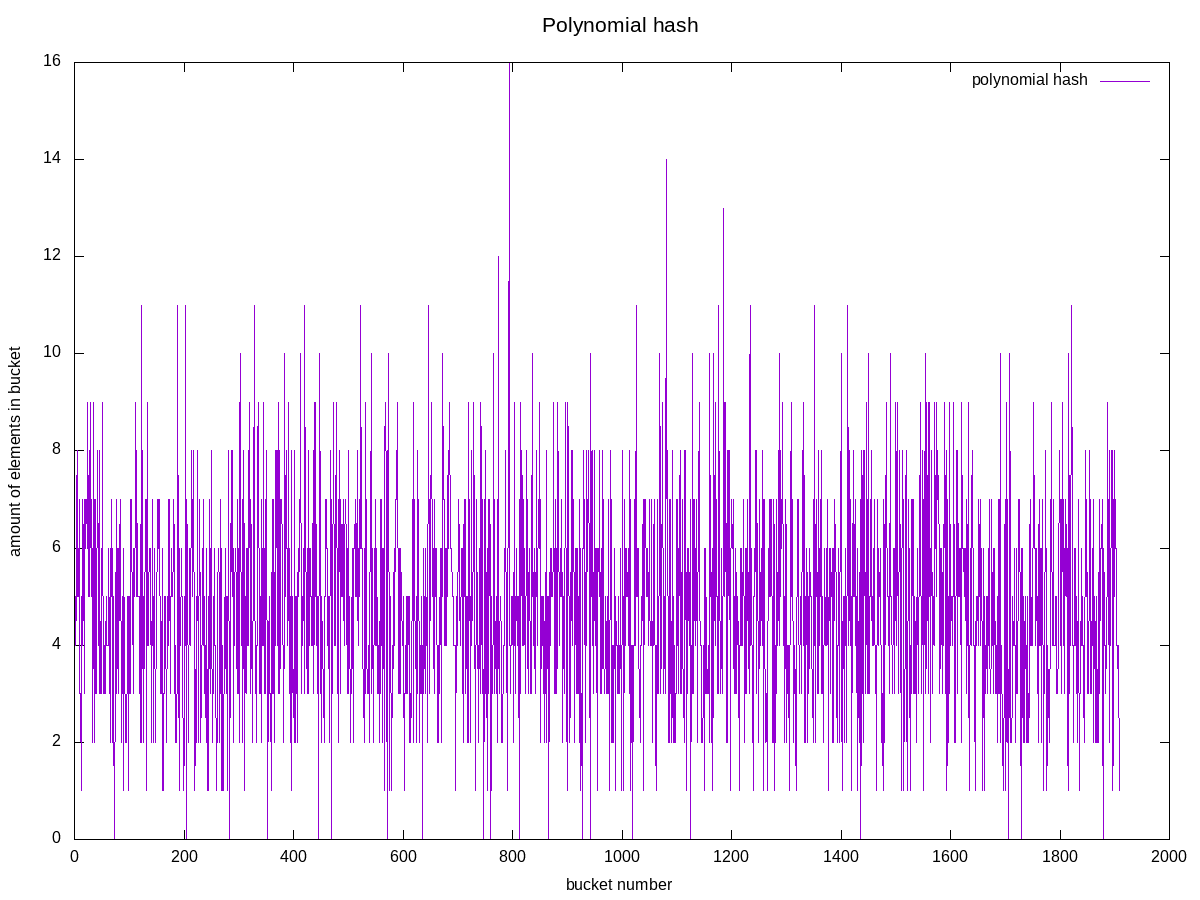 Polynomial hash
polynomial hash
16
14
12
10
8
6
4
2
0
amount of elements in bucket
0 200 400 600 800 1000 1200 1400 1600 1800 2000
bucket number